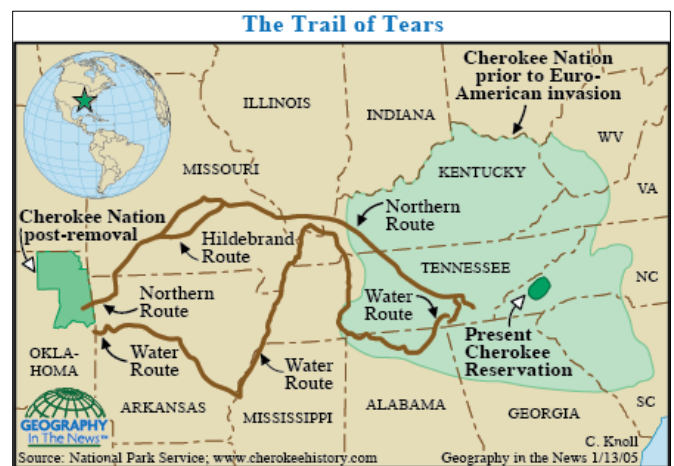 The Trail of Tears
Cherokee Nation
prior to Euro-
American invasion
ILLINOIS
INDIANA
WV
MISSOURI
KENTUCKY
VA
Cherokee Nation
post-removal
Northern
Route
Hildebrand
Route
TENNESSEE
NC
Northern
Route
Water
Route
Present
Cherokee
Reservation
OKLA-
HOMA
Water
Route
Water
Route
ARKANSAS
MISSISSIPPI
ALABAMA
GEORGIA
SC
GEOGRAPHY
In The News™
C. Knoll
Source: National Park Service; www.cherokeehistory.com
Geography in the News 1/13/05